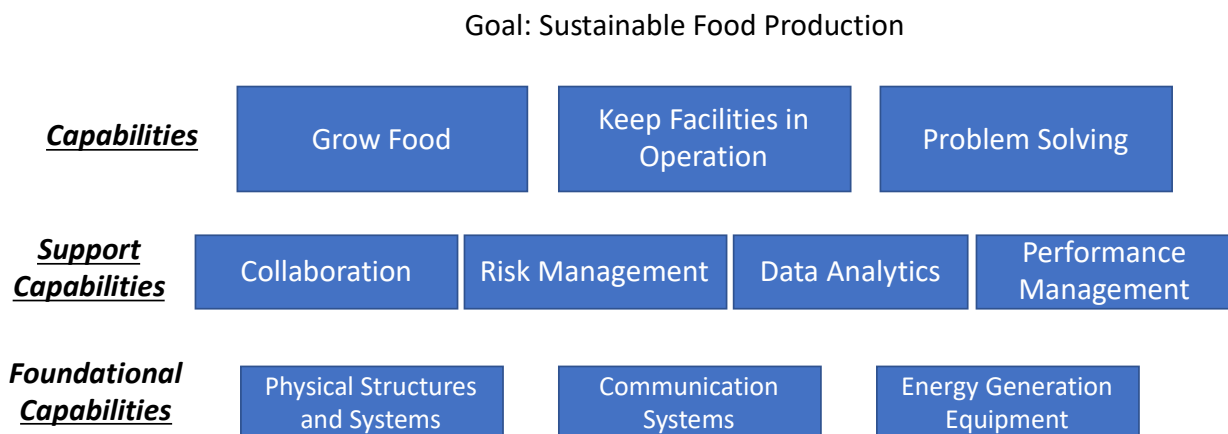 Goal: Sustainable Food Production
Capabilities
Grow Food
Keep Facilities in
Operation
Problem Solving
Support
Capabilities
Collaboration
Risk Management
Data Analytics
Performance
Management
Foundational
Capabilities
Physical Structures
and Systems
Communication
Systems
Energy Generation
Equipment